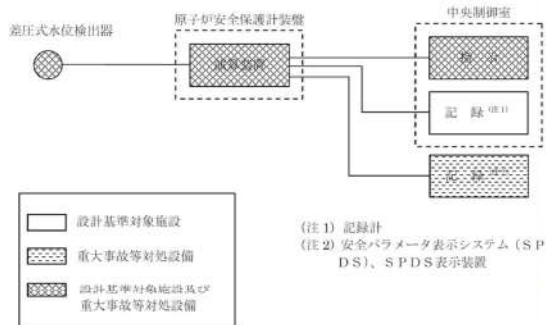 中央制御室
原子炉安全保護計装盤
差圧式水位検出器
演算装置
指 示
記 録(注1)
記 録
設計基準対象施設
重大事故等対処設備
設計基準対象施設及び
重大事故等対処設備
(注1) 記録計
(注2) 安全パラメータ表示システム(SP
DS)、SPDS表示装置